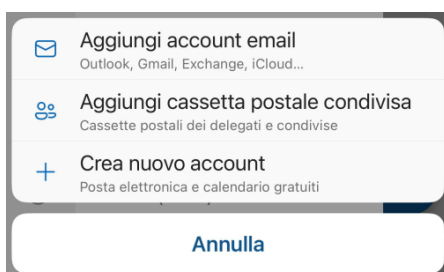 Aggiungi account email
Outlook, Gmail, Exchange, iCloud...
Aggiungi cassetta postale condivisa
Cassette postali dei delegati e condivise
Crea nuovo account
Posta elettronica e calendario gratuiti
Annulla